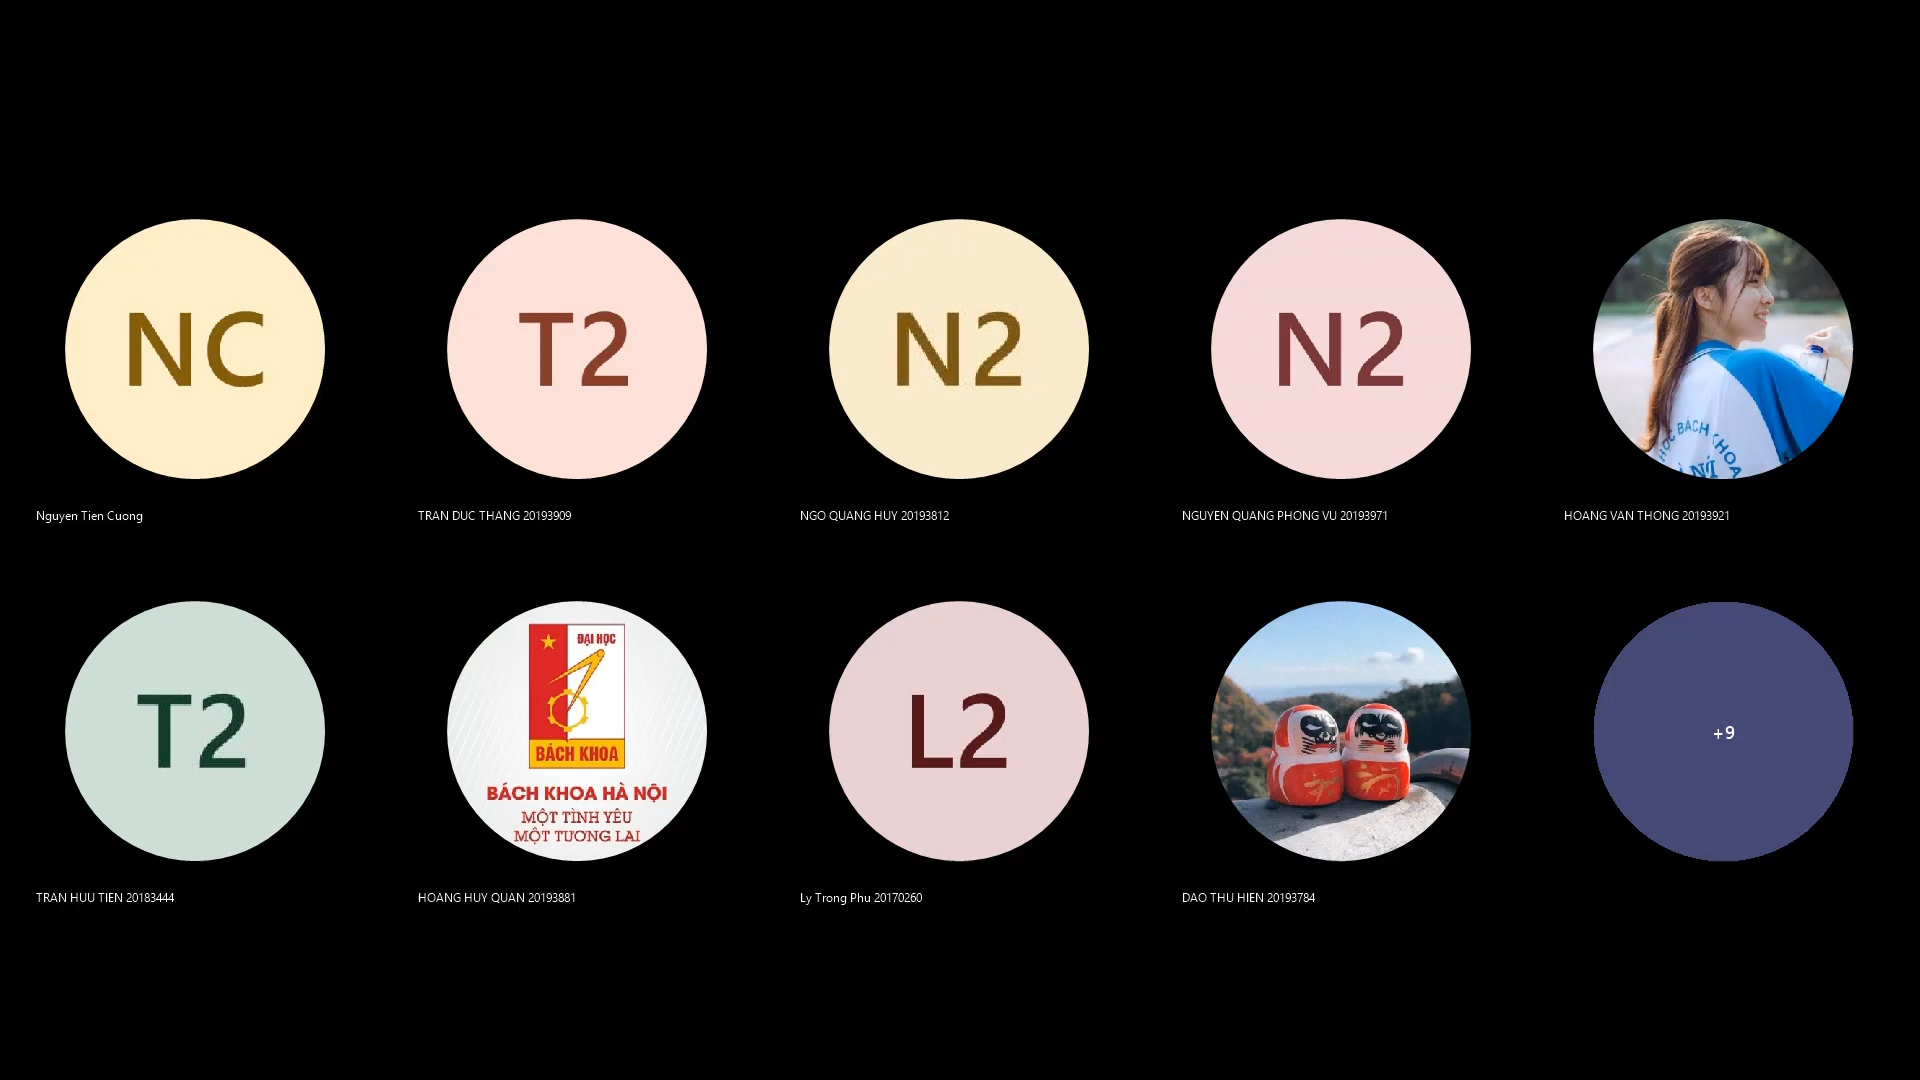 NC
T2
N2
N2
HỌC BÁCH KHOA
Nguyen Tien Cuong
TRAN DUC THANG 20193909
NGO QUANG HUY 20193812
NGUYEN QUANG PHONG VU 20193971
HOANG VAN THONG 20193921
T2
ĐẠI HỌC
BÁCH KHOA
BÁCH KHOA HÀ NỘI
MỘT TÌNH YÊU
MỘT TƯƠNG LAI
L2
+9
TRAN HUU TIEN 20183444
HOANG HUY QUAN 20193881
Ly Trong Phu 20170260
DAO THU HIEN 20193784